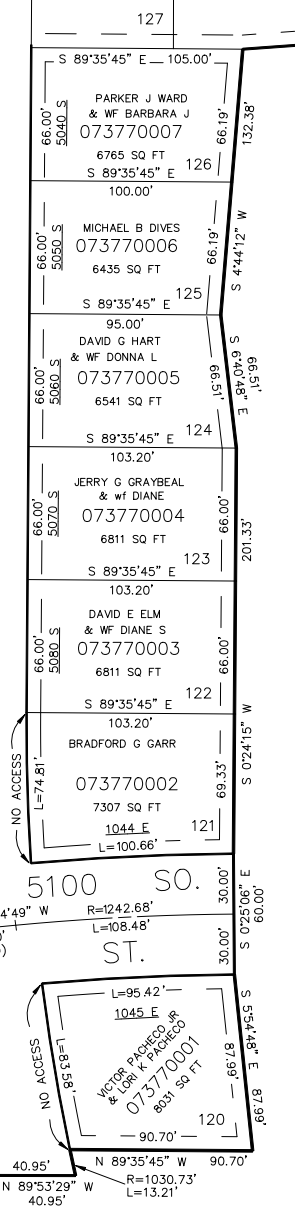 127
S 89°35'45" E 105.00'
PARKER J WARD
& WF BARBARA J
073770007
6765 SQ FT
126
66.00'
5040 S
66.19'
132.38'
S 89°35'45" E
100.00'
MICHAEL B DIVES
073770006
6435 SQ FT
125
66.00'
5050 S
66.19'
S 4°44'12" W
S 89°35'45" E
95.00'
DAVID G HART
& WF DONNA L
073770005
6541 SQ FT
124
66.00'
5060 S
66.51'
S 6°40'48" E
66.51'
S 89°35'45" E
103.20'
JERRY G GRAYBEAL
& wf DIANE
073770004
6811 SQ FT
123
66.00'
5070 S
66.00'
201.33'
S 89°35'45" E
103.20'
DAVID E ELM
& WF DIANE S
073770003
6811 SQ FT
122
66.00'
5080 S
66.00'
S 89°35'45" E
103.20'
S 0°24'15" W
BRADFORD G GARR
073770002
7307 SQ FT
1044 E
121
L=100.66'
NO ACCESS
L=74.81'
69.33'
5100 SO.
ST.
4'49" W
R=1242.68'
L=108.48'
30.00'
30.00'
S 0°25'06" E
60.00'
L=95.42'
1045 E
VICTOR PACHECO JR
& LORI K PACHECO
073770001
8031 SQ FT
120
NO ACCESS
L=83.58'
87.99'
S 5°54'48" E
87.99'
90.70'
N 89°35'45" W 90.70'
40.95'
N 89°53'29" W
40.95'
R=1030.73'
L=13.21'